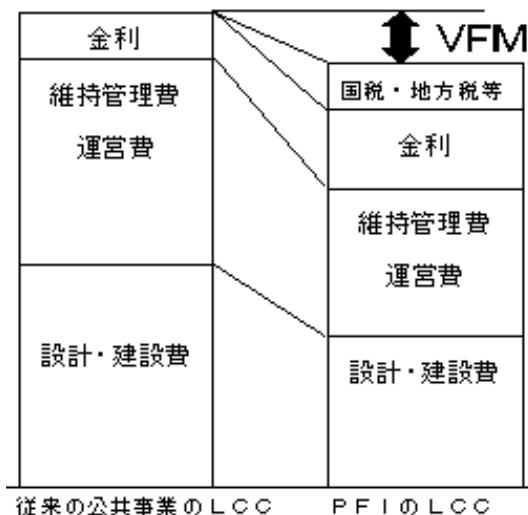 金利
維持管理費
運営費
設計・建設費
従来の公共事業のＬＣＣ
VFM
国税・地方税等
金利
維持管理費
運営費
設計・建設費
ＰＦＩのＬＣＣ